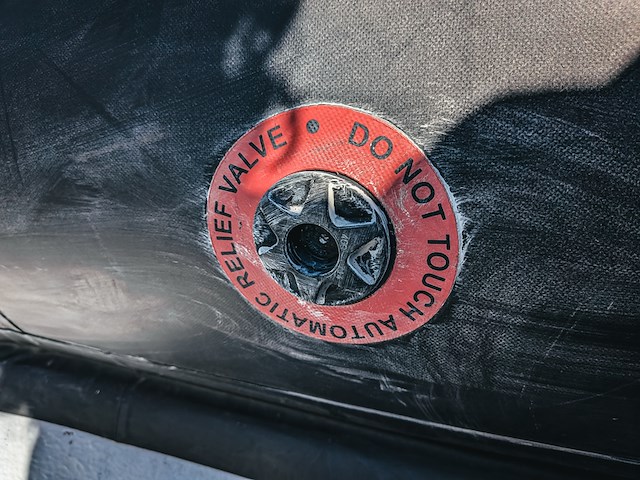 DO NOT TOUCH AUTOMATIC RELIEF VALVE •